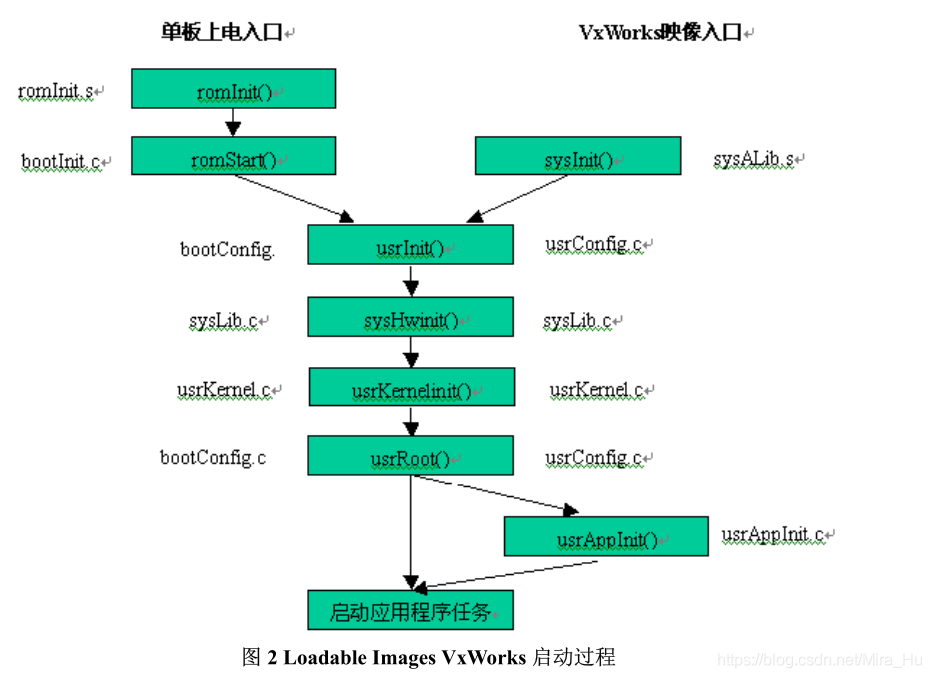 单板上电入口↵ VxWorks映像入口↵
romInit.s↵ romInit()↵
bootInit.c↵ romStart()↵ sysInit()↵ sysALib.s↵
bootConfig. usrInit()↵ usrConfig.c↵
sysLib.c↵ sysHwinit()↵ sysLib.c↵
usrKernel.c↵ usrKernelinit()↵ usrKernel.c↵
bootConfig.c usrRoot()↵ usrConfig.c↵
usrAppInit()↵ usrAppInit.c↵
启动应用程序任务↵
图 2 Loadable Images VxWorks 启动过程
https://blog.csdn.net/Mira_Hu